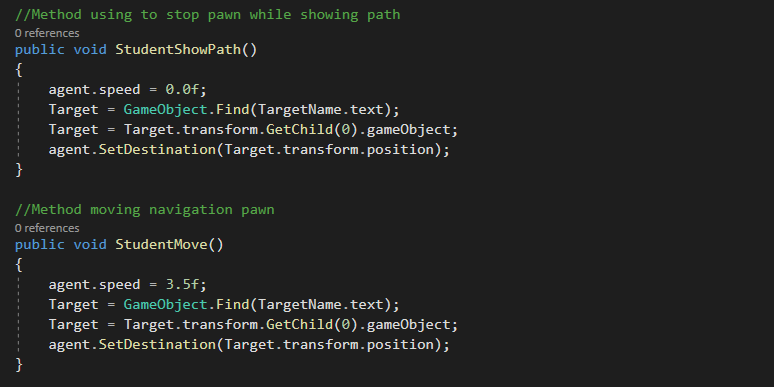 //Method using to stop pawn while showing path
0 references
public void StudentShowPath()
{
agent.speed = 0.0f;
Target = GameObject.Find(TargetName.text);
Target = Target.transform.GetChild(0).gameObject;
agent.SetDestination(Target.transform.position);
}
//Method moving navigation pawn
0 references
public void StudentMove()
{
agent.speed = 3.5f;
Target = GameObject.Find(TargetName.text);
Target = Target.transform.GetChild(0).gameObject;
agent.SetDestination(Target.transform.position);
}